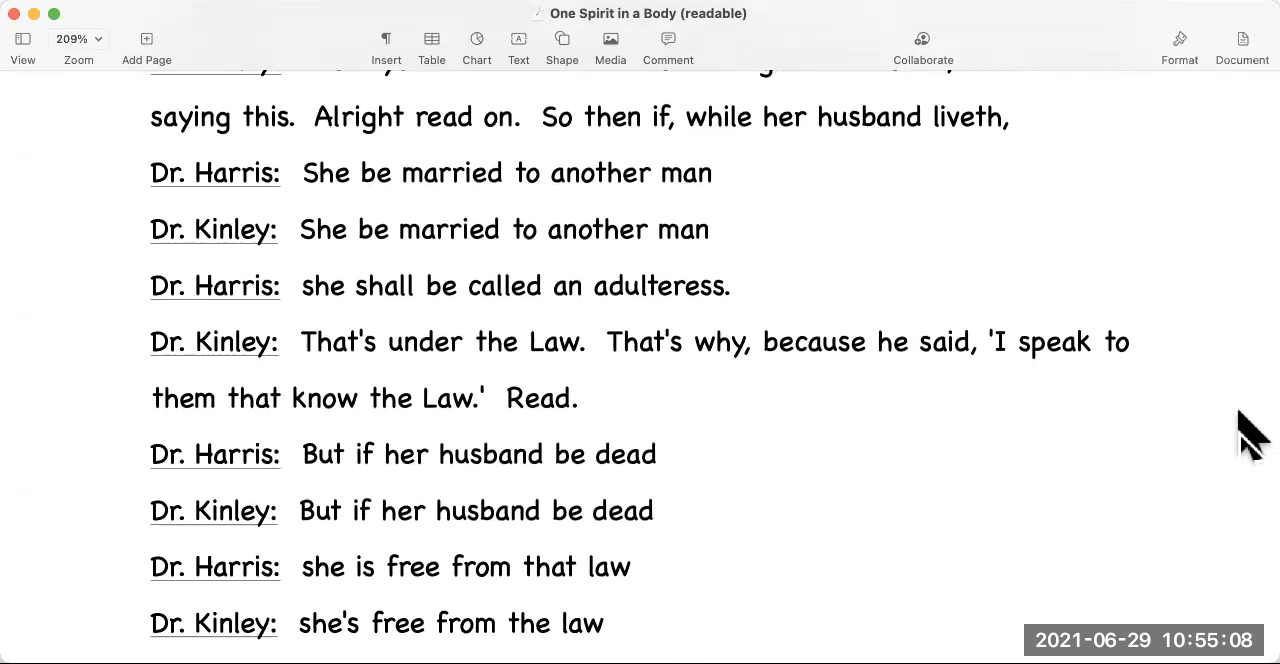 One Spirit in a Body (readable)
209%
View Zoom Add Page Insert Table Chart Text Shape Media Comment Collaborate Format Document
saying this. Alright read on. So then if, while her husband liveth,
Dr. Harris: She be married to another man
Dr. Kinley: She be married to another man
Dr. Harris: she shall be called an adulteress.
Dr. Kinley: That's under the Law. That's why, because he said, 'I speak to
them that know the Law.' Read.
Dr. Harris: But if her husband be dead
Dr. Kinley: But if her husband be dead
Dr. Harris: she is free from that law
Dr. Kinley: she's free from the law
2021-06-29 10:55:08